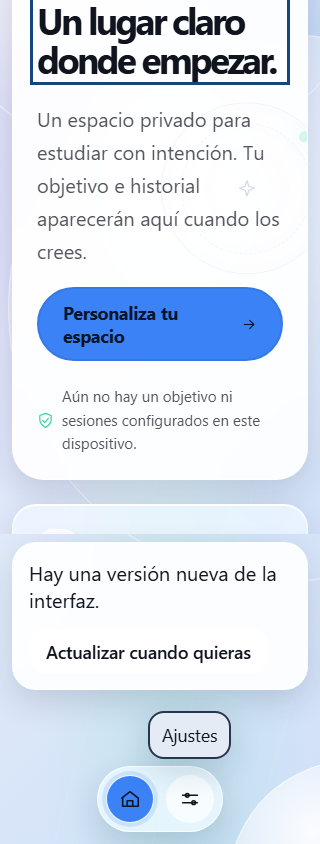 Un lugar claro
donde empezar.
Un espacio privado para
estudiar con intención. Tu
objetivo e historial
aparecerán aquí cuando los
crees.
Personaliza tu
espacio
Aún no hay un objetivo ni
sesiones configurados en este
dispositivo.
Hay una versión nueva de la
interfaz.
Actualizar cuando quieras
Ajustes